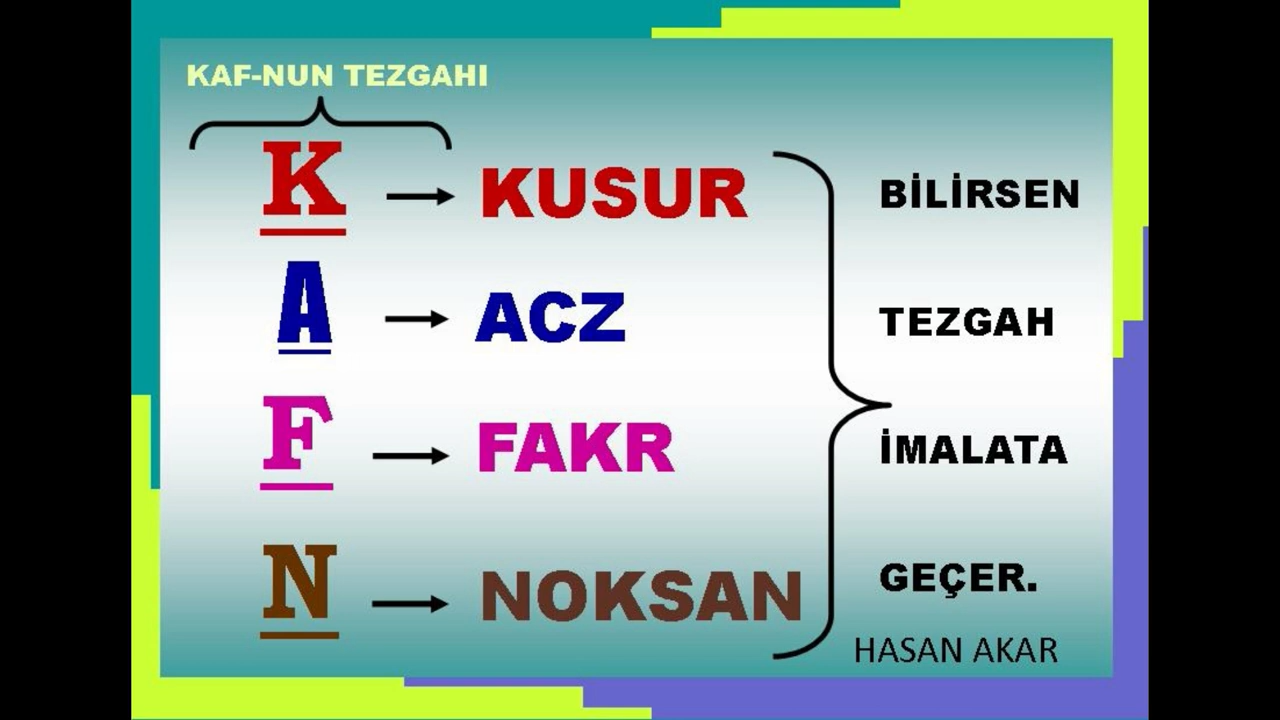 KAF-NUN TEZGAHI
K → KUSUR
A → ACZ
F → FAKR
N → NOKSAN
BİLİRSEN
TEZGAH
İMALATA
GEÇER.
HASAN AKAR